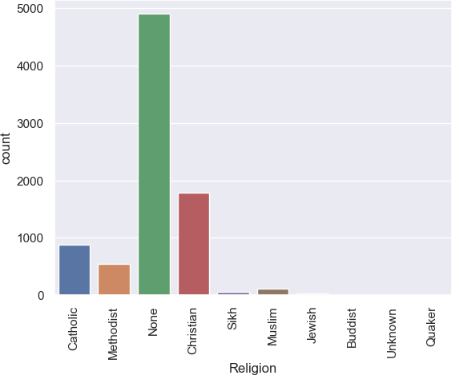 5000
4000
3000
2000
1000
0
count
Catholic
Methodist
None
Christian
Sikh
Muslim
Jewish
Buddist
Unknown
Quaker
Religion